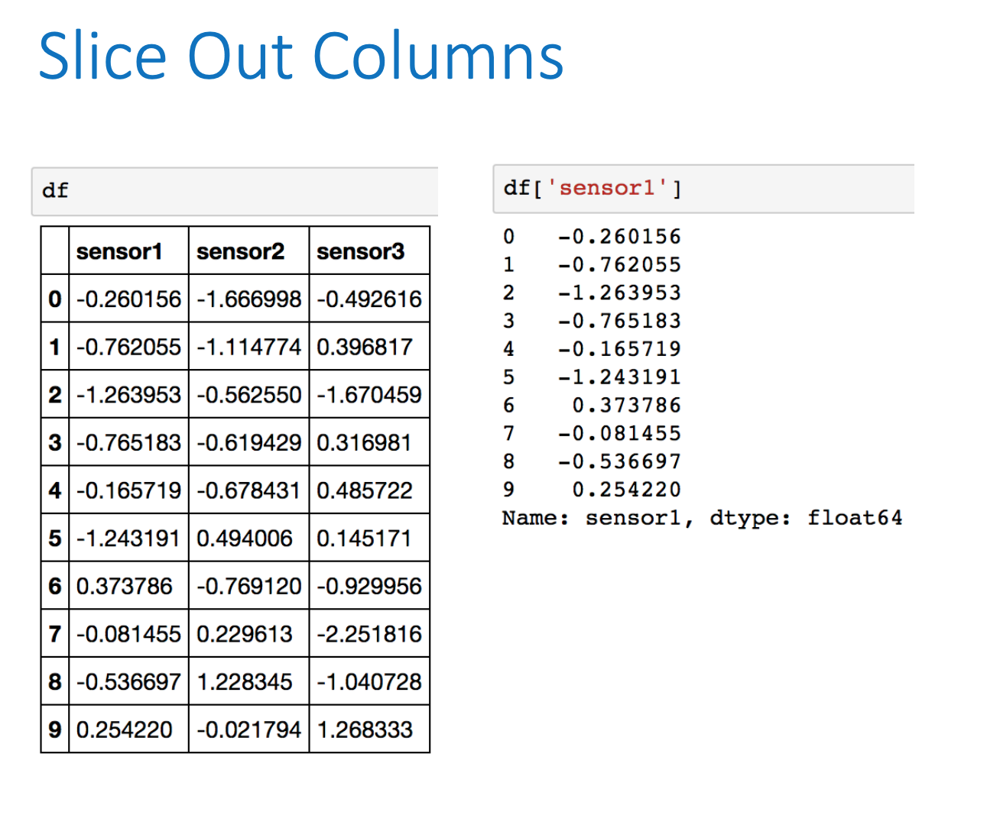 Slice Out Columns
df
sensor1 sensor2 sensor3
0 -0.260156 -1.666998 -0.492616
1 -0.762055 -1.114774 0.396817
2 -1.263953 -0.562550 -1.670459
3 -0.765183 -0.619429 0.316981
4 -0.165719 -0.678431 0.485722
5 -1.243191 0.494006 0.145171
6 0.373786 -0.769120 -0.929956
7 -0.081455 0.229613 -2.251816
8 -0.536697 1.228345 -1.040728
9 0.254220 -0.021794 1.268333
df['sensor1']
0 -0.260156
1 -0.762055
2 -1.263953
3 -0.765183
4 -0.165719
5 -1.243191
6 0.373786
7 -0.081455
8 -0.536697
9 0.254220
Name: sensor1, dtype: float64